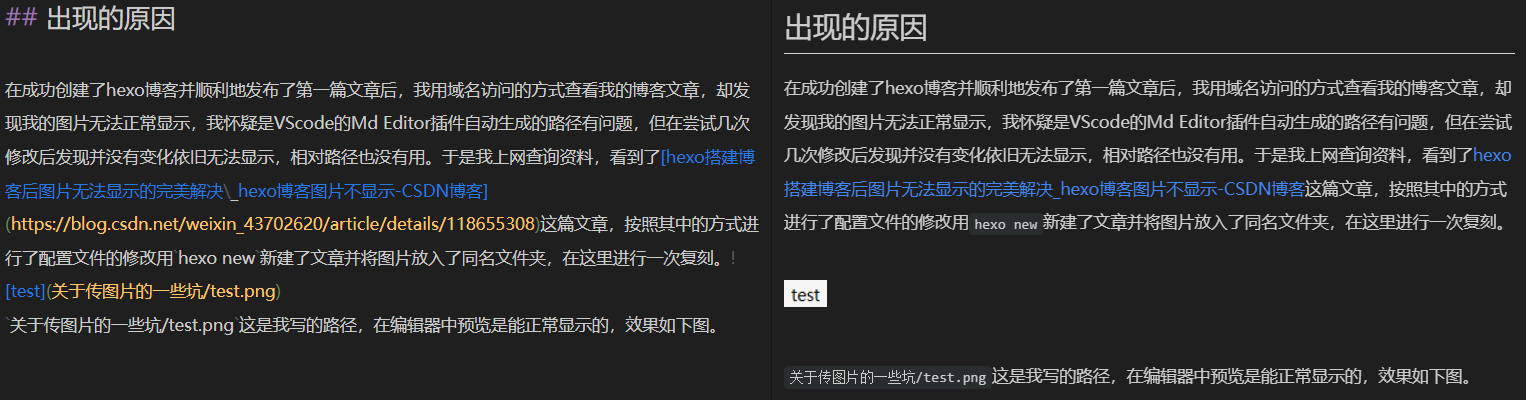 ## 出现的原因
在成功创建了hexo博客并顺利地发布了第一篇文章后，我用域名访问的方式查看我的博客文章，却发
现我的图片无法正常显示，我怀疑是VScode的Md Editor插件自动生成的路径有问题，但在尝试几次
修改后发现并没有变化依旧无法显示，相对路径也没有用。于是我上网查询资料，看到了[hexo搭建博
客后图片无法显示的完美解决\_hexo博客图片不显示-CSDN博客]
(https://blog.csdn.net/weixin_43702620/article/details/118655308)这篇文章，按照其中的方式进
行了配置文件的修改用`hexo new`新建了文章并将图片放入了同名文件夹，在这里进行一次复刻。!
[test](关于传图片的一些坑/test.png)
`关于传图片的一些坑/test.png`这是我写的路径，在编辑器中预览是能正常显示的，效果如下图。
出现的原因
在成功创建了hexo博客并顺利地发布了第一篇文章后，我用域名访问的方式查看我的博客文章，却
发现我的图片无法正常显示，我怀疑是VScode的Md Editor插件自动生成的路径有问题，但在尝试
几次修改后发现并没有变化依旧无法显示，相对路径也没有用。于是我上网查询资料，看到了hexo
搭建博客后图片无法显示的完美解决_hexo博客图片不显示-CSDN博客这篇文章，按照其中的方式
进行了配置文件的修改用 hexo new 新建了文章并将图片放入了同名文件夹，在这里进行一次复刻。
test
关于传图片的一些坑/test.png 这是我写的路径，在编辑器中预览是能正常显示的，效果如下图。